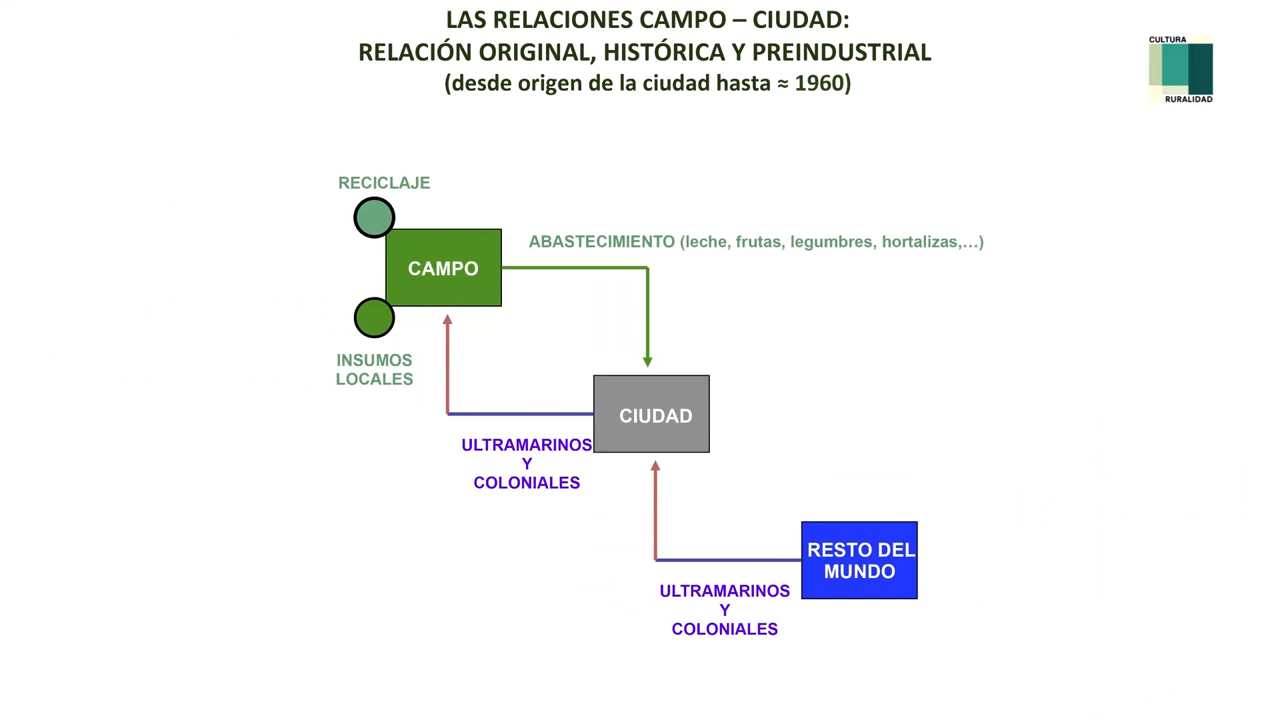 LAS RELACIONES CAMPO – CIUDAD:
RELACIÓN ORIGINAL, HISTÓRICA Y PREINDUSTRIAL
(desde origen de la ciudad hasta ≈ 1960)
CULTURA
RURALIDAD
RECICLAJE
ABASTECIMIENTO (leche, frutas, legumbres, hortalizas,...)
CAMPO
INSUMOS
LOCALES
CIUDAD
ULTRAMARINOS
Y
COLONIALES
RESTO DEL
MUNDO
ULTRAMARINOS
Y
COLONIALES